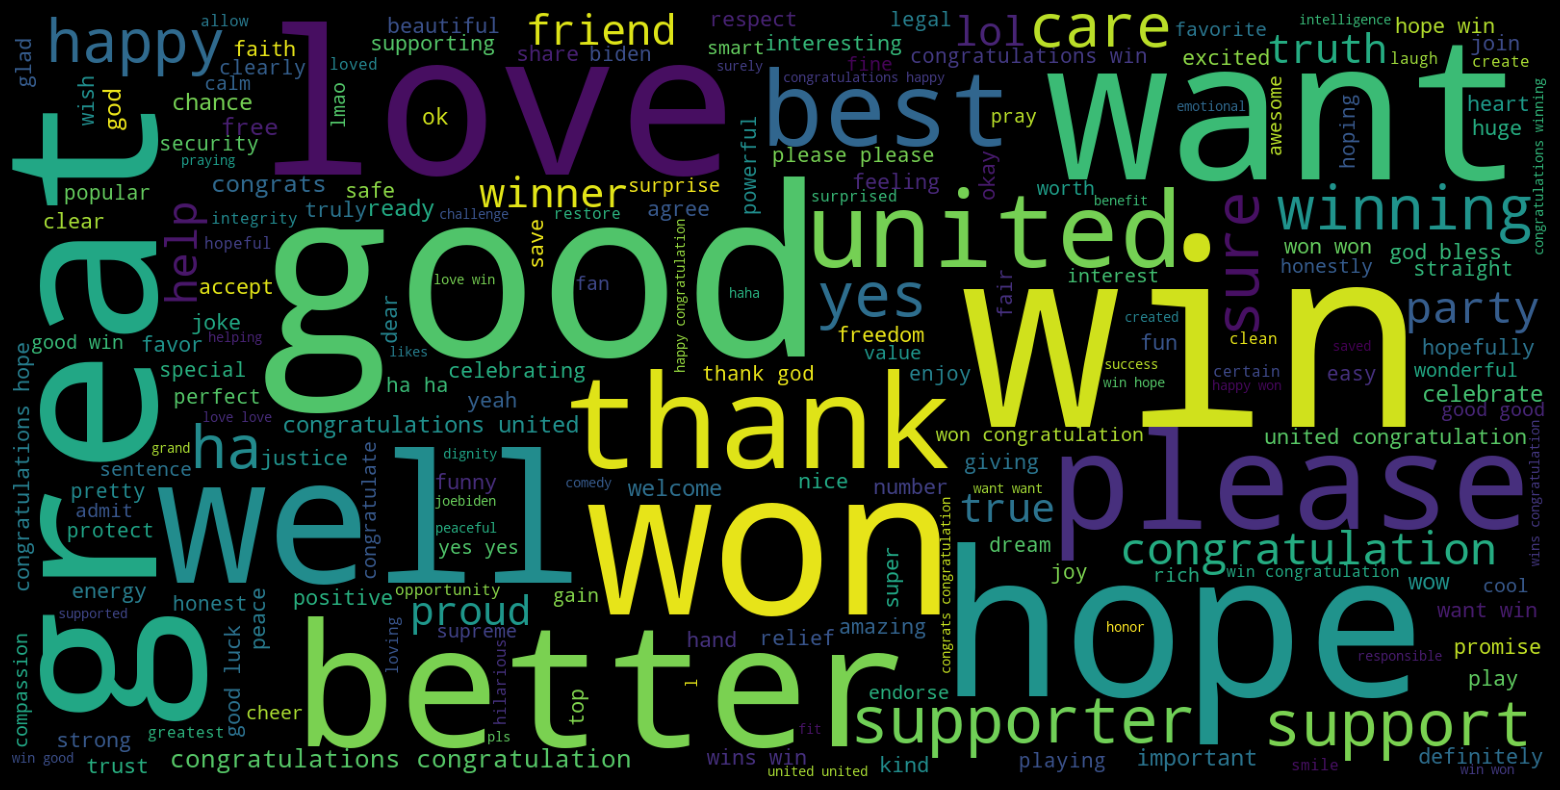 allow
beautiful
respect
legal
lol
care
favorite
intelligence
hope win
glad
happy
faith
love
friend
supporting
share
biden
smart
interesting
congratulations win
excited
truth
join
laugh
create
clearly
loved
surely
fine
congratulations happy
want
wish
god
calm
chance
lmao
ok
best
pray
emotional
awesome
hoping
heart
huge
congratulations winning
free
security
praying
please please
powerful
feeling
okay
worth
great
popular
congrats
safe
winner
surprise
surprised
benefit
clear
integrity
truly
ready
challenge
restore
agree
united
sure
winning
help
hopeful
good
save
happy congratulation
fair
won won
god bless
honestly
straight
love win
fan
haha
yes
interest
win
accept
joke
dear
freedom
created
party
good win
favor
helping
likes
value
fun
clean
saved
hopefully
congratulations hope
special
perfect
celebrating
thank god
enjoy
success
certain
easy
wonderful
ha ha
yeah
thank
win hope
happy won
celebrate
love love
congratulations united
good good
grand
ha
justice
won congratulation
united congratulation
sentence
well
congratulate
dignity
comedy
welcome
nice
number
giving
please
wins congratulation
pretty
admit
protect
funny
joebiden
peaceful
yes yes
won
want want
true
congrats congratulation
dream
congratulation
energy
supported
honest
peace
positive
opportunity
gain
super
joy
rich
win congratulation
wow
cool
hope
proud
supreme
hand
relief
amazing
honor
want win
compassion
good luck
better
loving
hilarious
l
responsible
promise
cheer
top
endorse
play
strong
greatest
pls
fit
supporter
support
win good
trust
congratulations congratulation
wins win
united united
kind
playing
important
smile
definitely
win won